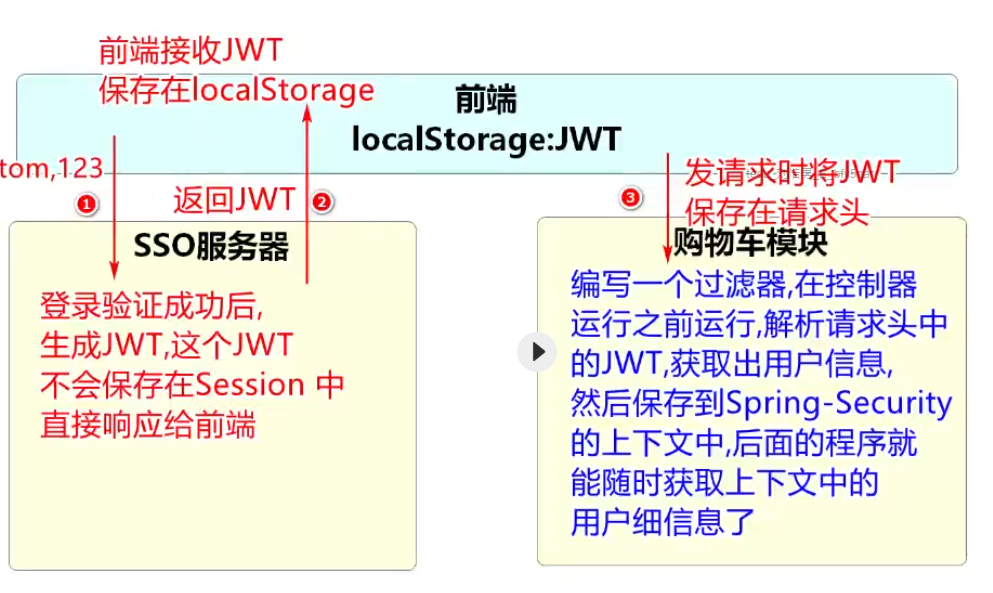 前端接收JWT
保存在localStorage
前端
localStorage:JWT
tom,123
1
返回JWT
2
3
发请求时将JWT
保存在请求头
SSO服务器
登录验证成功后,
生成JWT,这个JWT
不会保存在Session 中
直接响应给前端
购物车模块
编写一个过滤器,在控制器
运行之前运行,解析请求头中
的JWT,获取出用户信息,
然后保存到Spring-Security
的上下文中,后面的程序就
能随时获取上下文中的
用户细信息了